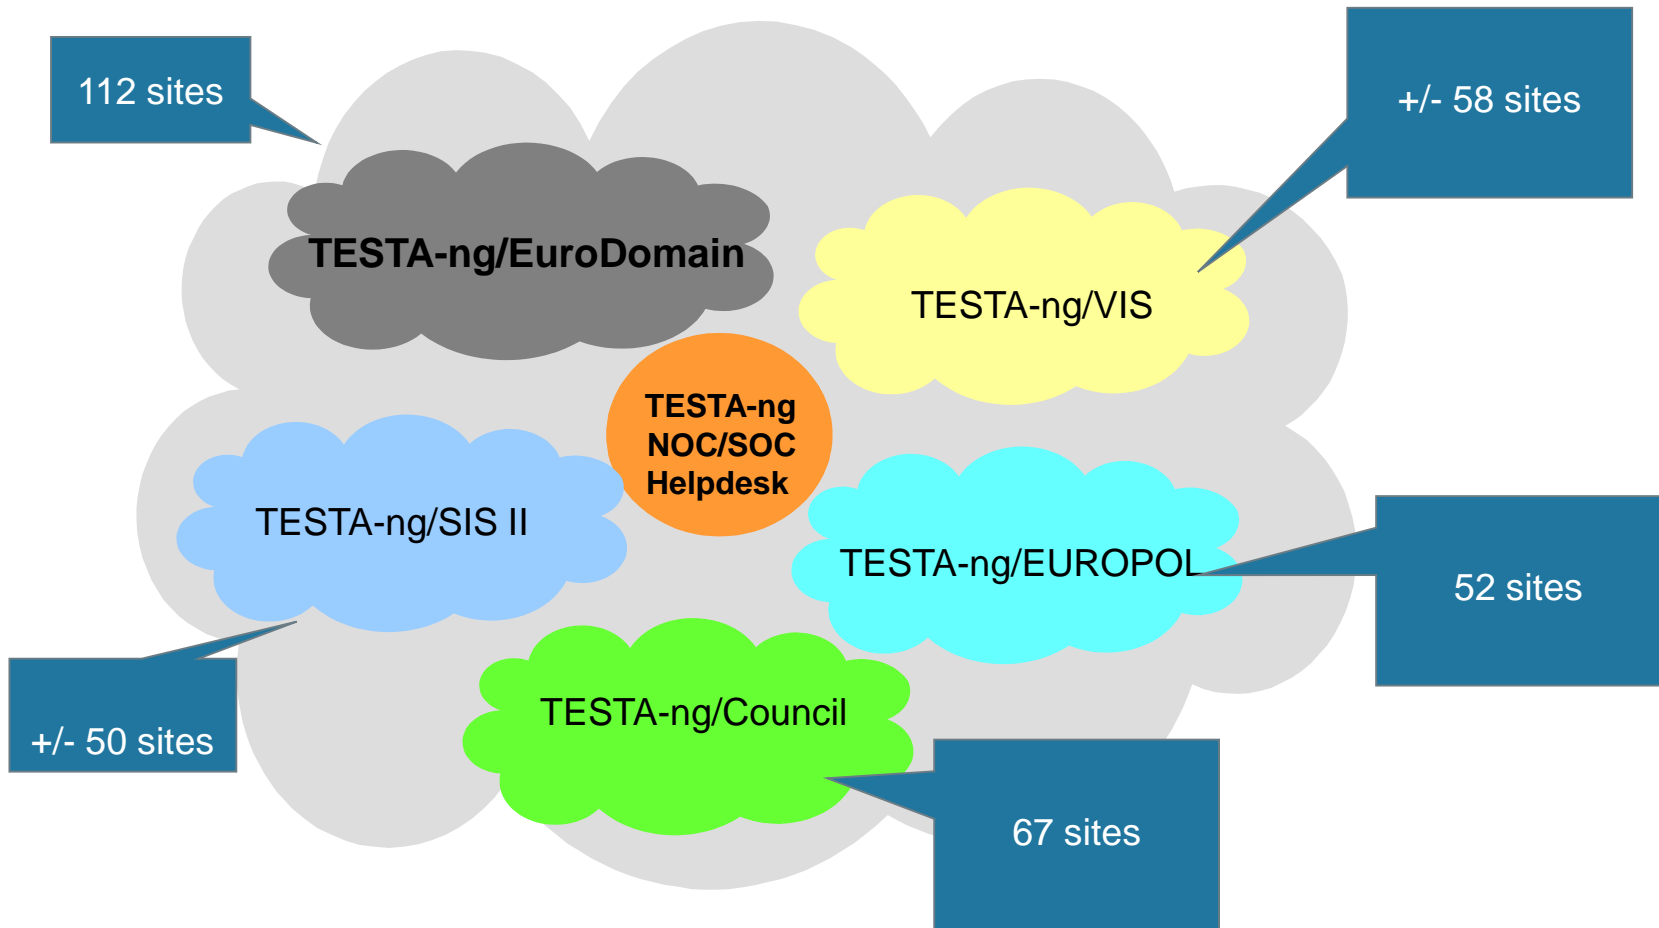 112 sites
+/- 58 sites
TESTA-ng/EuroDomain
TESTA-ng/VIS
TESTA-ng
NOC/SOC
Helpdesk
TESTA-ng/SIS II
TESTA-ng/EUROPOL
52 sites
TESTA-ng/Council
+/- 50 sites
67 sites